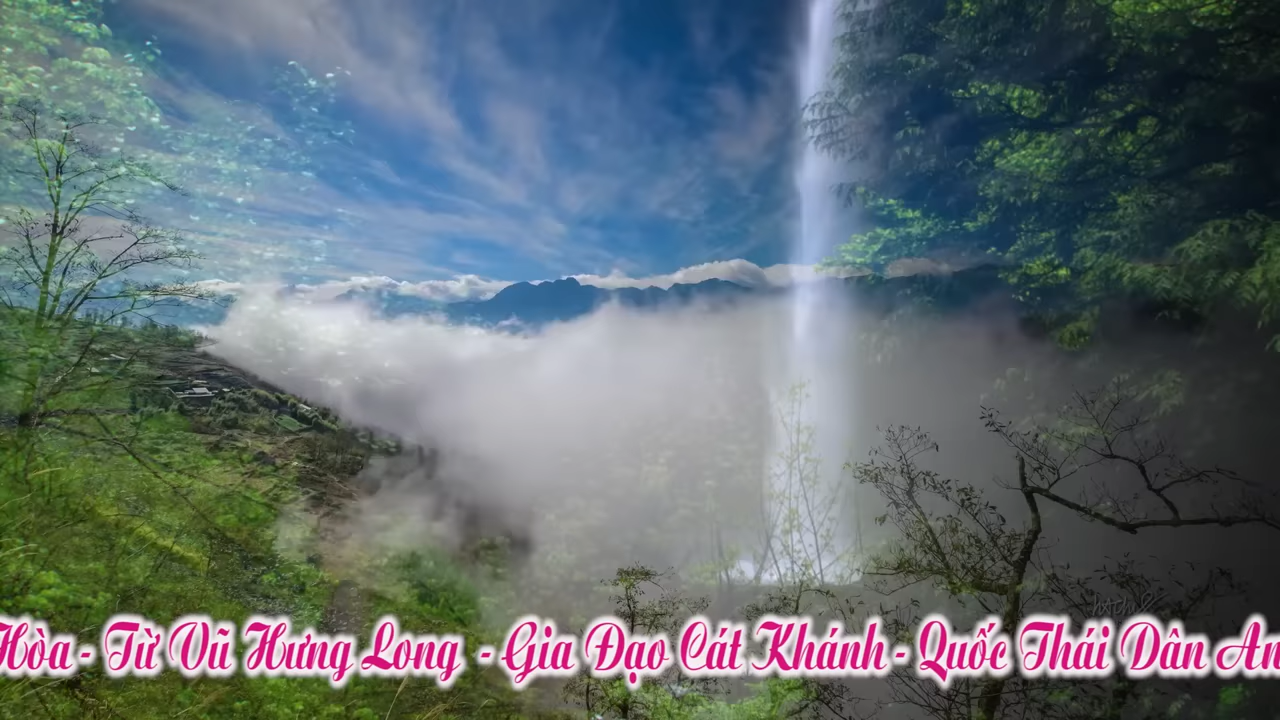 Hòa - Từ Vũ Hưng Long - Gia Đạo Cát Khánh - Quốc Thái Dân An